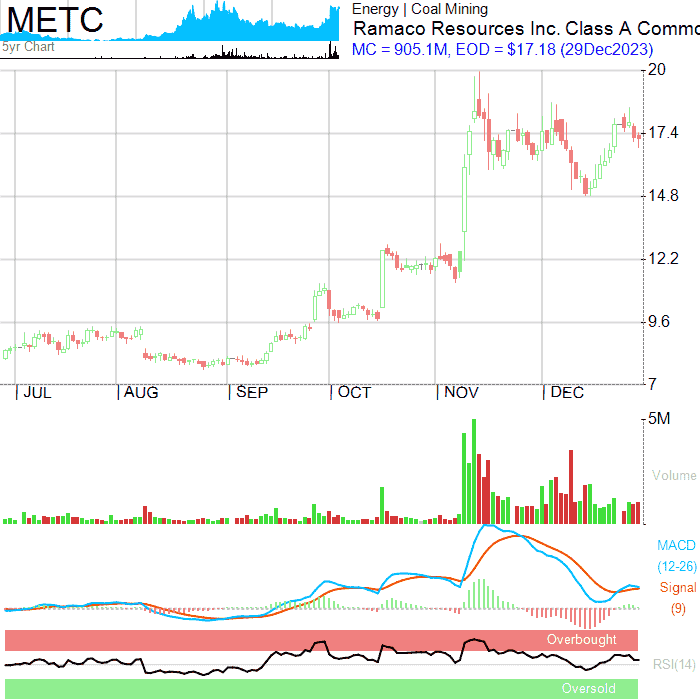 METC
5yr Chart
Energy | Coal Mining
Ramaco Resources Inc. Class A Commo
MC = 905.1M, EOD = $17.18 (29Dec2023)
20
17.4
14.8
12.2
9.6
7
JUL AUG SEP OCT NOV DEC
5M
Volume
MACD
(12-26)
Signal
(9)
Overbought
RSI(14)
Oversold